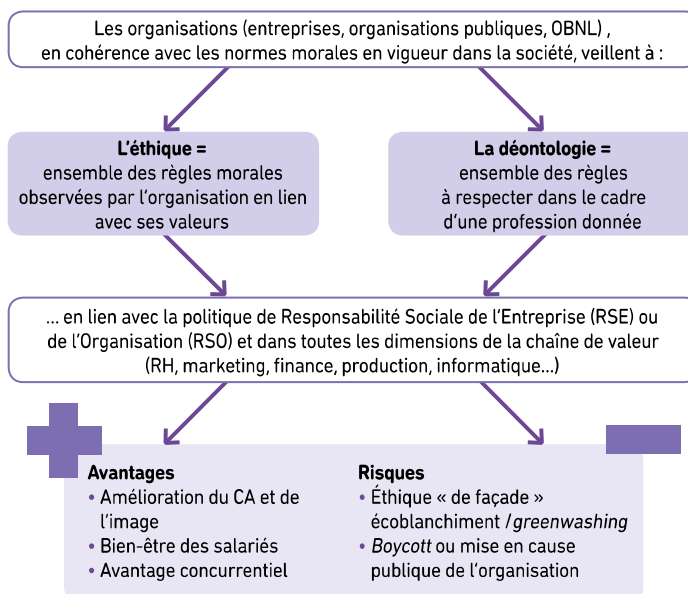 Les organisations (entreprises, organisations publiques, OBNL) ,
en cohérence avec les normes morales en vigueur dans la société, veillent à :
L'éthique =
ensemble des règles morales
observées par l'organisation en lien
avec ses valeurs
La déontologie =
ensemble des règles
à respecter dans le cadre
d'une profession donnée
... en lien avec la politique de Responsabilité Sociale de l'Entreprise (RSE) ou
de l'Organisation (RSO) et dans toutes les dimensions de la chaîne de valeur
(RH, marketing, finance, production, informatique...)
Avantages
• Amélioration du CA et de
l'image
• Bien-être des salariés
• Avantage concurrentiel
Risques
• Éthique « de façade »
écoblanchiment /greenwashing
• Boycott ou mise en cause
publique de l'organisation